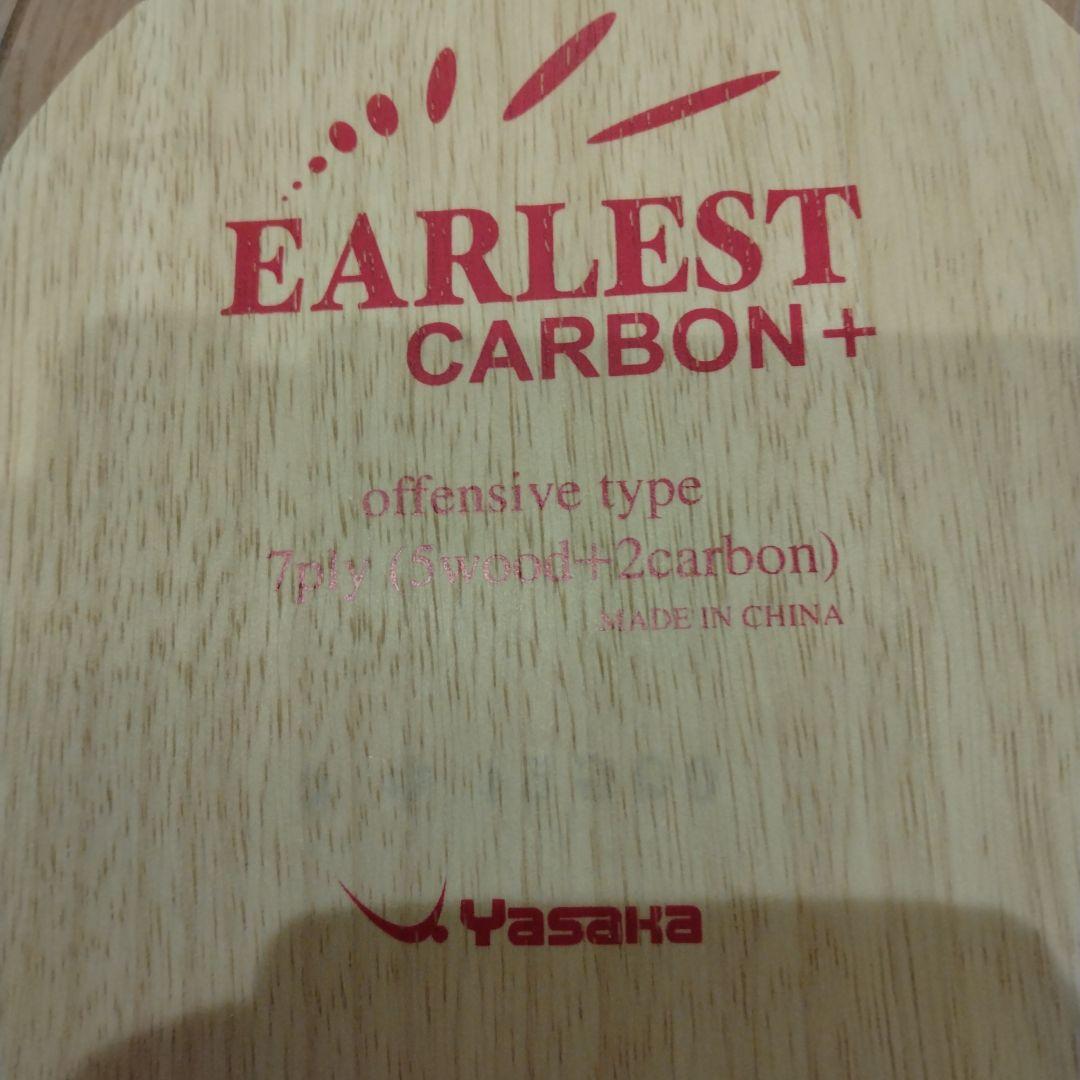 EARLEST
CARBON+
offensive type
7ply (5wood+2carbon)
MADE IN CHINA
Yasaka